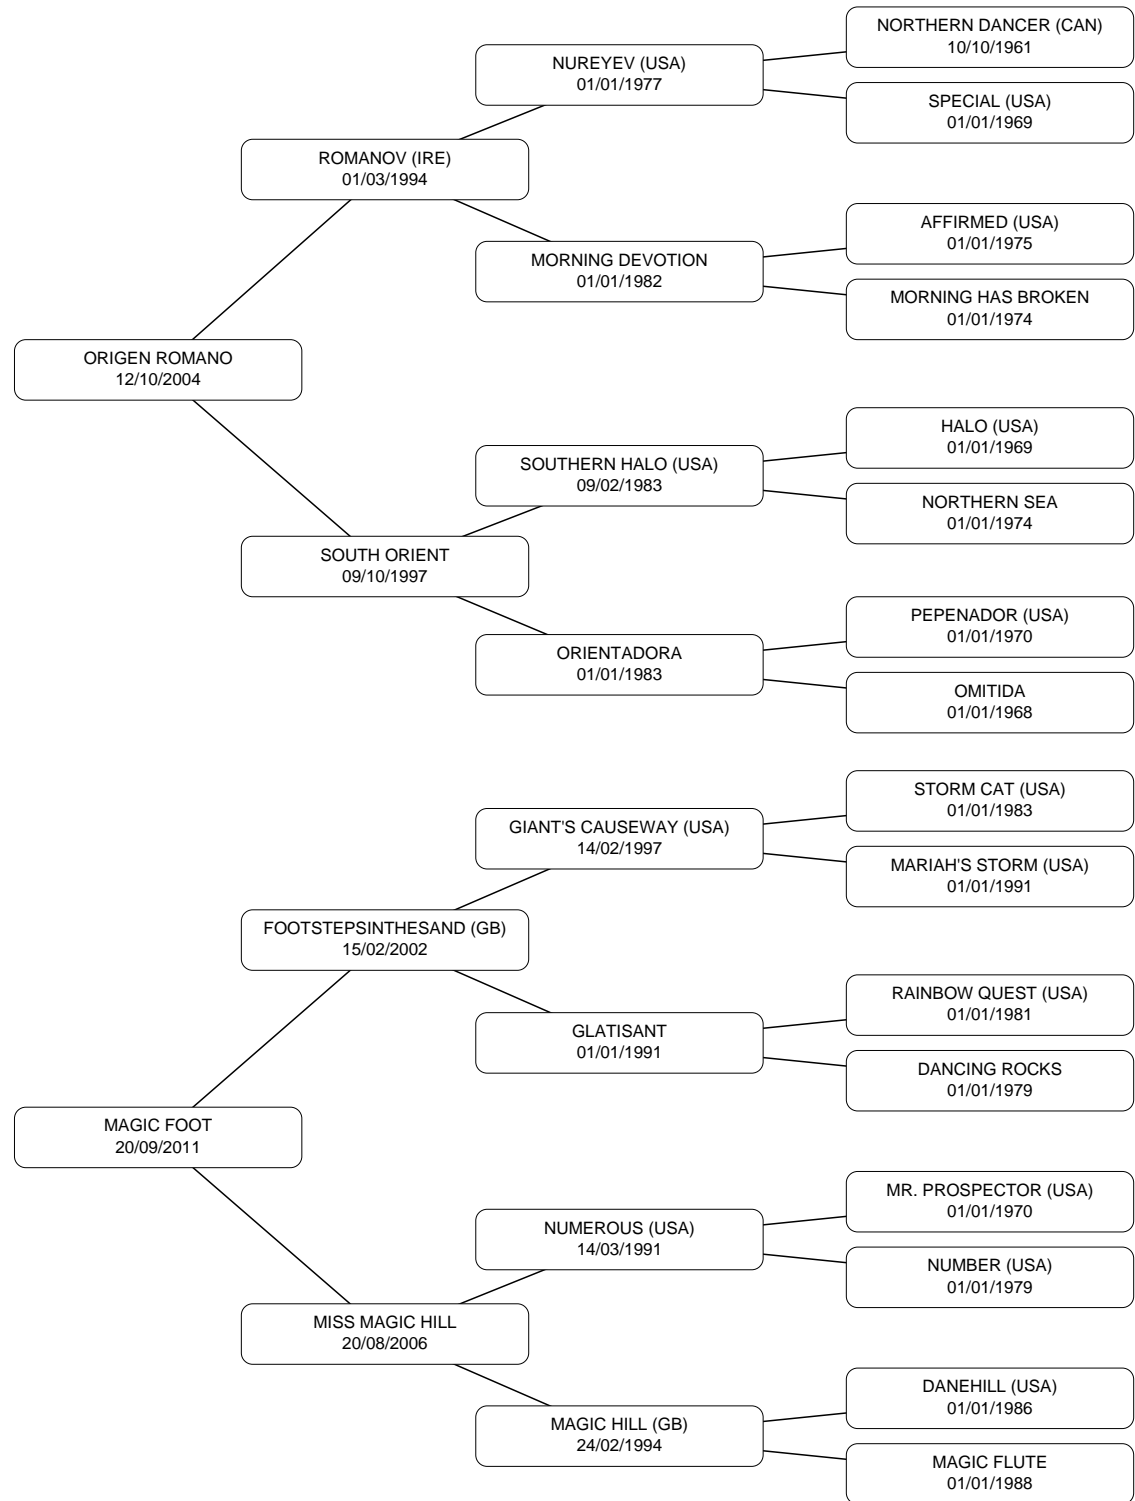 NORTHERN DANCER (CAN)
10/10/1961
NUREYEV (USA)
01/01/1977
SPECIAL (USA)
01/01/1969
ROMANOV (IRE)
01/03/1994
AFFIRMED (USA)
01/01/1975
MORNING DEVOTION
01/01/1982
MORNING HAS BROKEN
01/01/1974
ORIGEN ROMANO
12/10/2004
HALO (USA)
01/01/1969
SOUTHERN HALO (USA)
09/02/1983
NORTHERN SEA
01/01/1974
SOUTH ORIENT
09/10/1997
PEPENADOR (USA)
01/01/1970
ORIENTADORA
01/01/1983
OMITIDA
01/01/1968
STORM CAT (USA)
01/01/1983
GIANT'S CAUSEWAY (USA)
14/02/1997
MARIAH'S STORM (USA)
01/01/1991
FOOTSTEPSINTHESAND (GB)
15/02/2002
RAINBOW QUEST (USA)
01/01/1981
GLATISANT
01/01/1991
DANCING ROCKS
01/01/1979
MAGIC FOOT
20/09/2011
MR. PROSPECTOR (USA)
01/01/1970
NUMEROUS (USA)
14/03/1991
NUMBER (USA)
01/01/1979
MISS MAGIC HILL
20/08/2006
DANEHILL (USA)
01/01/1986
MAGIC HILL (GB)
24/02/1994
MAGIC FLUTE
01/01/1988